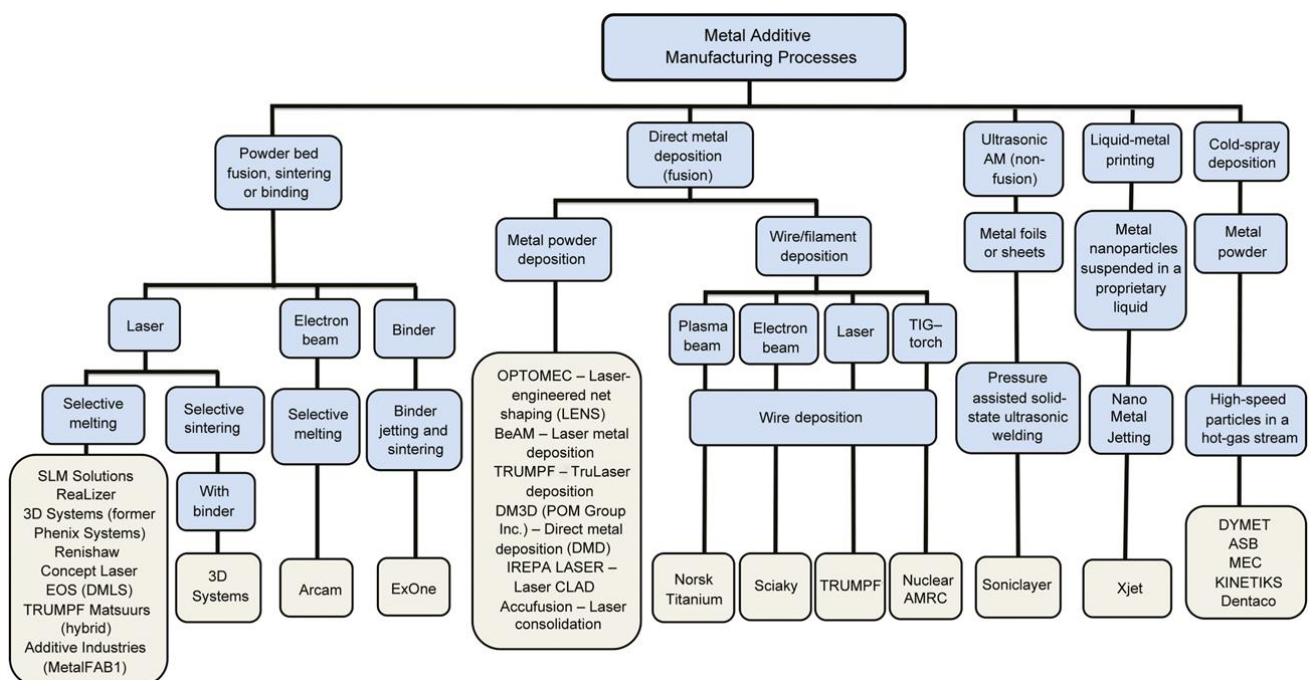 Metal Additive
Manufacturing Processes
Powder bed
fusion, sintering
or binding
Direct metal
deposition
(fusion)
Ultrasonic
AM (non-
fusion)
Liquid-metal
printing
Cold-spray
deposition
Metal powder
deposition
Wire/filament
deposition
Metal foils
or sheets
Metal
nanoparticles
suspended in a
proprietary
liquid
Metal
powder
Laser
Electron
beam
Binder
Plasma
beam
Electron
beam
Laser
TIG–
torch
Selective
melting
Selective
sintering
Selective
melting
Binder
jetting and
sintering
Wire deposition
Pressure
assisted solid-
state ultrasonic
welding
Nano
Metal
Jetting
High-speed
particles in a
hot-gas stream
With
binder
SLM Solutions
ReaLizer
3D Systems (former
Phenix Systems)
Renishaw
Concept Laser
EOS (DMLS)
TRUMPF Matsuurs
(hybrid)
Additive Industries
(MetalFAB1)
3D
Systems
Arcam
ExOne
OPTOMEC – Laser-
engineered net
shaping (LENS)
BeAM – Laser metal
deposition
TRUMPF – TruLaser
deposition
DM3D (POM Group
Inc.) – Direct metal
deposition (DMD)
IREPA LASER –
Laser CLAD
Accufusion – Laser
consolidation
Norsk
Titanium
Sciaky
TRUMPF
Nuclear
AMRC
Soniclayer
Xjet
DYMET
ASB
MEC
KINETIKS
Dentaco